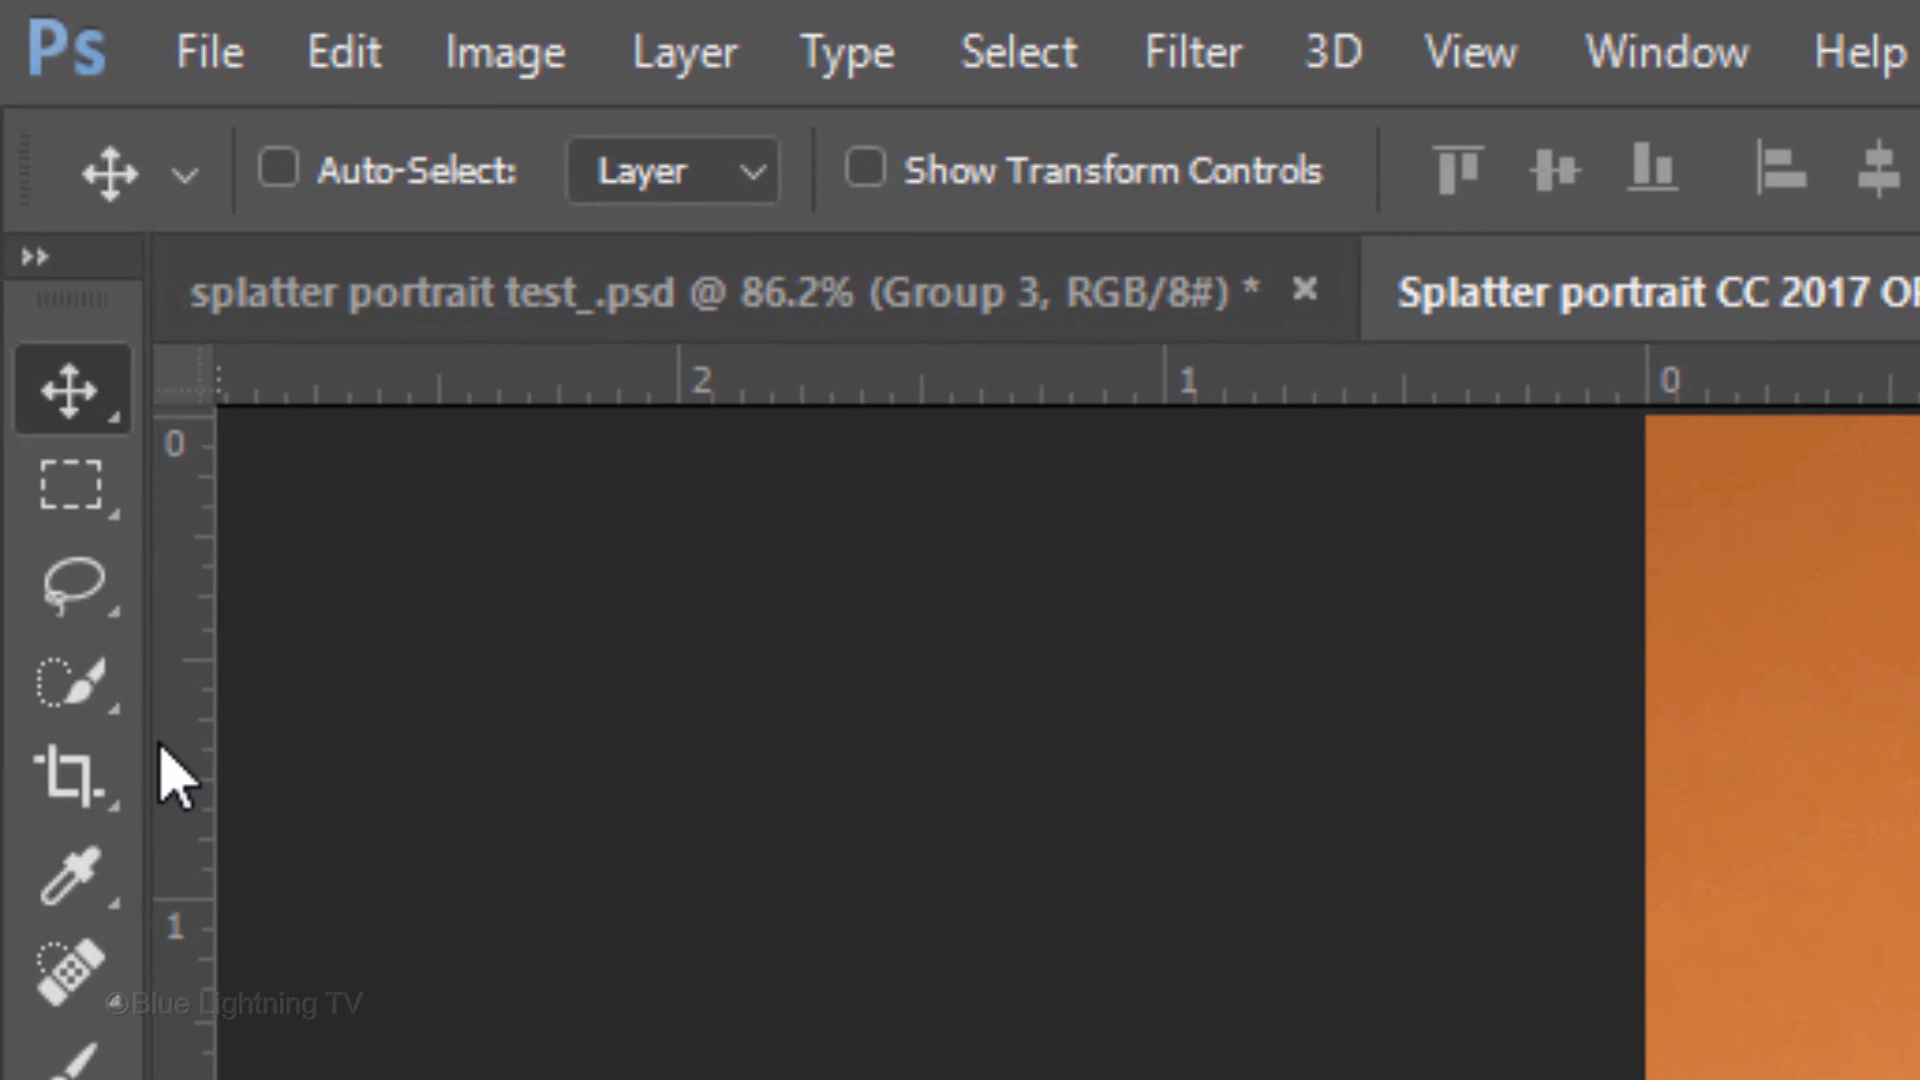 Ps File Edit Image Layer Type Select Filter 3D View Window Help
Auto-Select: Layer Show Transform Controls
splatter portrait test_.psd @ 86.2% (Group 3, RGB/8#) * × Splatter portrait CC 2017
2 1 0
0
1
©Blue Lightning TV